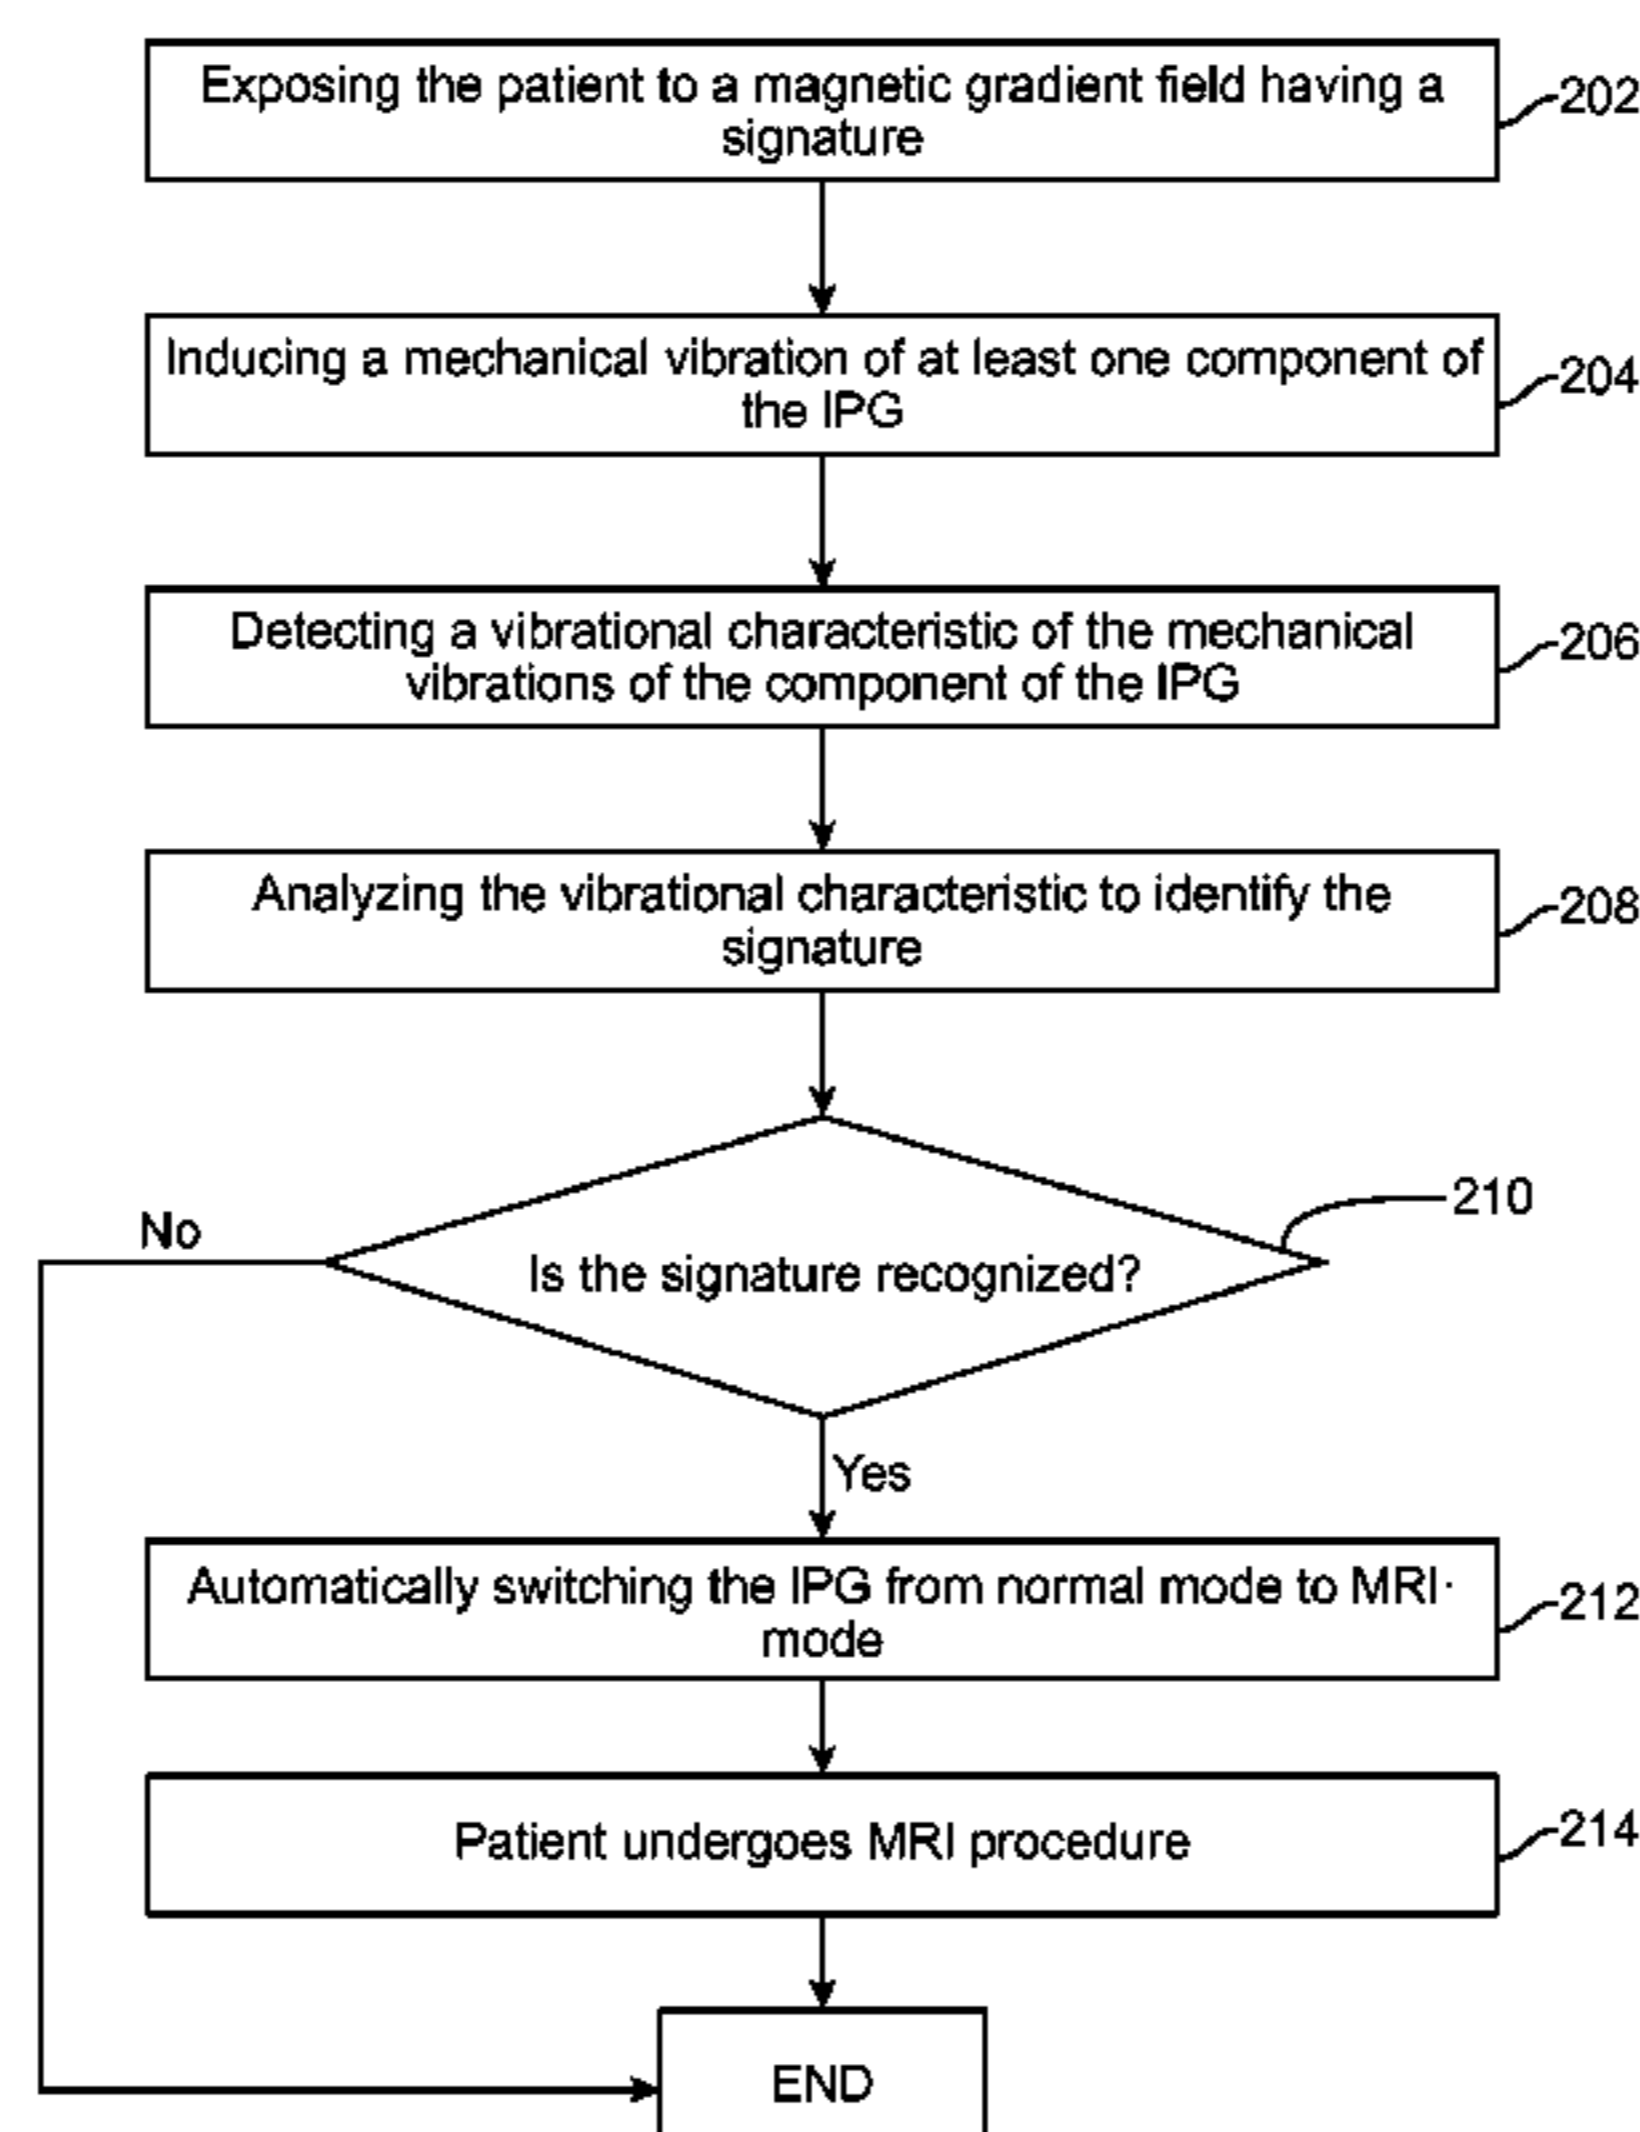 Exposing the patient to a magnetic gradient field having a
signature
202
Inducing a mechanical vibration of at least one component of
the IPG
204
Detecting a vibrational characteristic of the mechanical
vibrations of the component of the IPG
206
Analyzing the vibrational characteristic to identify the
signature
208
210
No
Is the signature recognized?
Yes
Automatically switching the IPG from normal mode to MRI-
mode
212
Patient undergoes MRI procedure
214
END